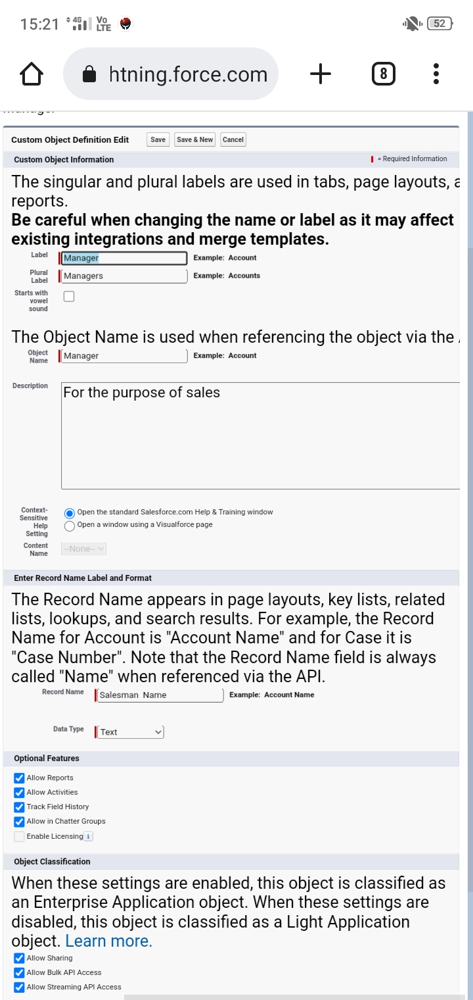 15:21 4G Vo LTE 52
htning.force.com 8
Custom Object Definition Edit Save Save & New Cancel
Custom Object Information = Required Information
The singular and plural labels are used in tabs, page layouts, a
reports.
Be careful when changing the name or label as it may affect
existing integrations and merge templates.
Label Manager Example: Account
Plural Label Managers Example: Accounts
Starts with vowel sound
The Object Name is used when referencing the object via the
Object Name Manager Example: Account
Description For the purpose of sales
Context-Sensitive Help Setting Open the standard Salesforce.com Help & Training window
Open a window using a Visualforce page
Content Name --None--
Enter Record Name Label and Format
The Record Name appears in page layouts, key lists, related
lists, lookups, and search results. For example, the Record
Name for Account is "Account Name" and for Case it is
"Case Number". Note that the Record Name field is always
called "Name" when referenced via the API.
Record Name Salesman Name Example: Account Name
Data Type Text
Optional Features
Allow Reports
Allow Activities
Track Field History
Allow in Chatter Groups
Enable Licensing i
Object Classification
When these settings are enabled, this object is classified as
an Enterprise Application object. When these settings are
disabled, this object is classified as a Light Application
object. Learn more.
Allow Sharing
Allow Bulk API Access
Allow Streaming API Access